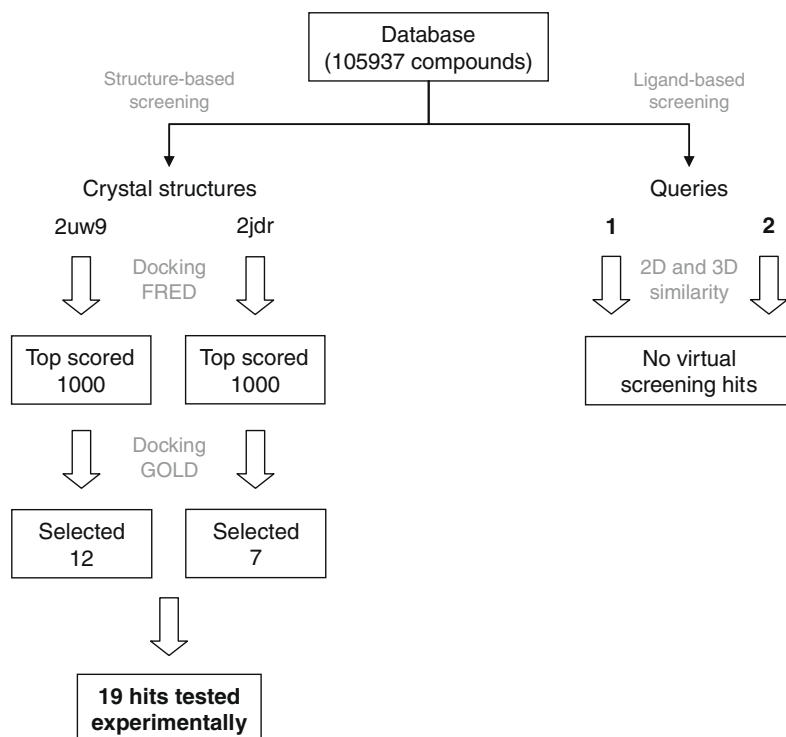 Database
(105937 compounds)
Structure-based
screening
Ligand-based
screening
Crystal structures
2uw9
2jdr
Docking
FRED
Top scored
1000
Top scored
1000
Docking
GOLD
Selected
12
Selected
7
19 hits tested
experimentally
Queries
1
2
2D and 3D
similarity
No virtual
screening hits